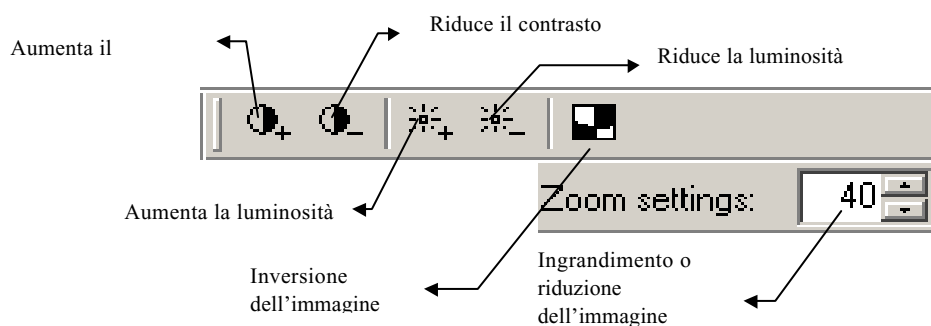 Riduce il contrasto
Aumenta il
Riduce la luminosità
Zoom settings: 40
Aumenta la luminosità
Inversione
dell’immagine
Ingrandimento o
riduzione
dell’immagine